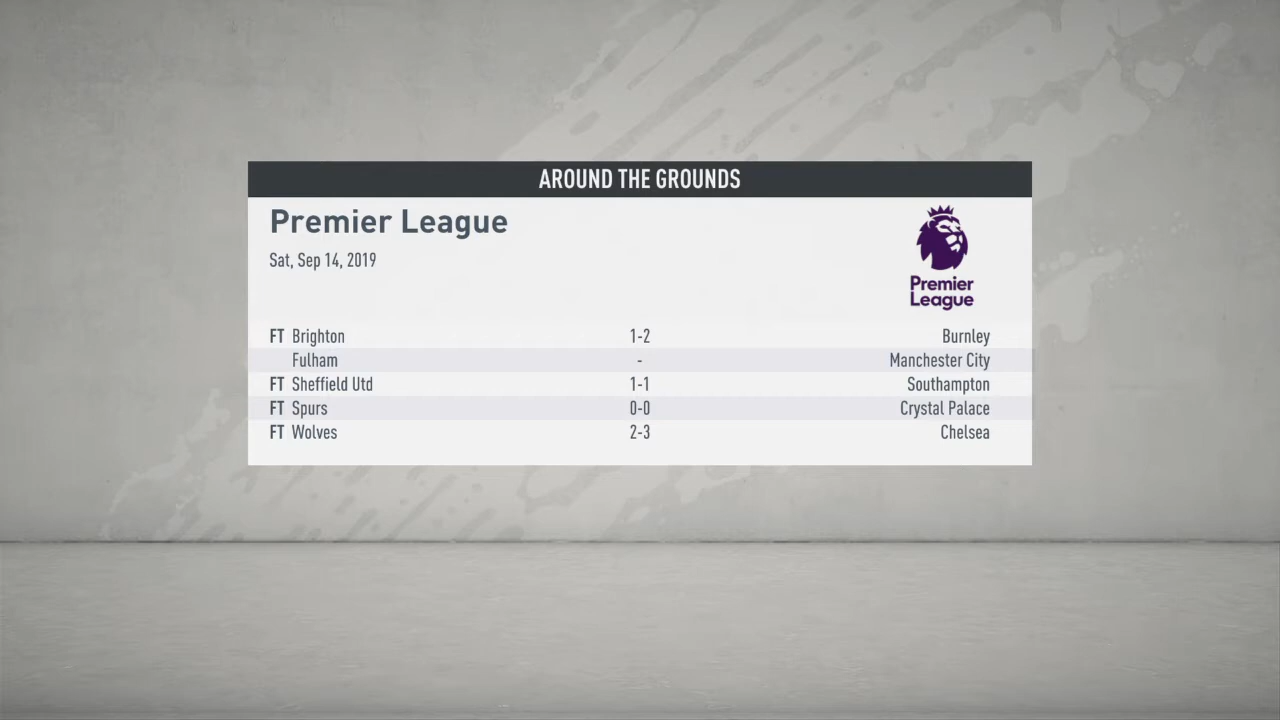 AROUND THE GROUNDS
Premier League
Sat, Sep 14, 2019
Premier
League
FT Brighton 1-2 Burnley
Fulham - Manchester City
FT Sheffield Utd 1-1 Southampton
FT Spurs 0-0 Crystal Palace
FT Wolves 2-3 Chelsea